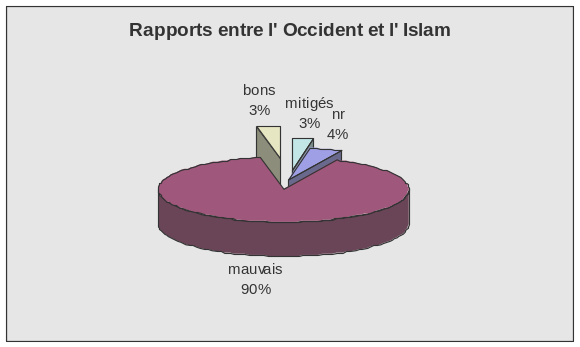 Rapports entre l' Occident et l' Islam
bons
3%
mitigés
3%
nr
4%
mauvais
90%